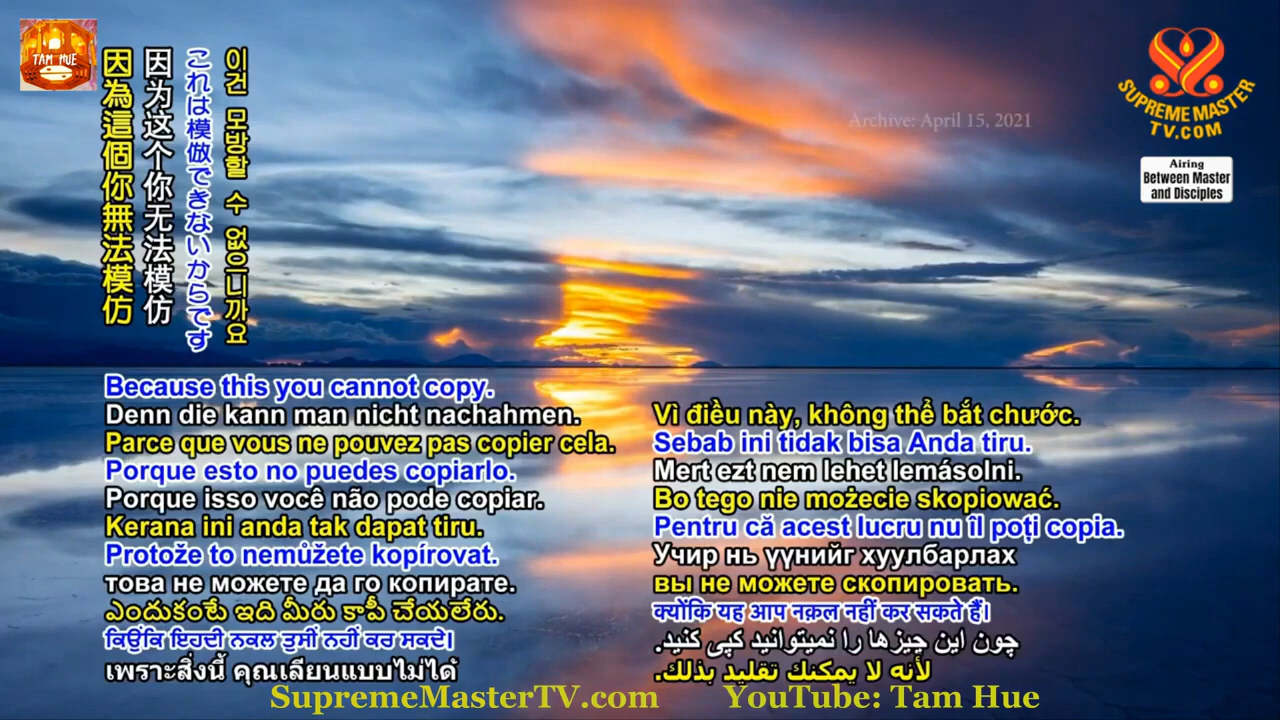 TAM HUE
因為這個你無法模仿
因为这个你无法模仿
これは模倣できないからです
이건 모방할 수 없으니까요
Archive: April 15, 2021
SUPREME MASTER
TV.COM
Airing
Between Master
and Disciples
Because this you cannot copy.
Denn die kann man nicht nachahmen.
Parce que vous ne pouvez pas copier cela.
Porque esto no puedes copiarlo.
Porque isso você não pode copiar.
Kerana ini anda tak dapat tiru.
Protože to nemůžete kopírovat.
това не можете да го копирате.
ఎందుకంటే ఇది మీరు కాపీ చేయలేరు.
ਕਿਉਂਕਿ ਇਹਦੀ ਨਕਲ ਤੁਸੀਂ ਨਹੀਂ ਕਰ ਸਕਦੇ।
เพราะสิ่งนี้ คุณเลียนแบบไม่ได้
Vì điều này, không thể bắt chước.
Sebab ini tidak bisa Anda tiru.
Mert ezt nem lehet lemásolni.
Bo tego nie możecie skopiować.
Pentru că acest lucru nu îl poți copia.
Учир нь үүнийг хуулбарлах
вы не можете скопировать.
क्योंकि यह आप नक़ल नहीं कर सकते हैं।
چون این چیزها را نمیتوانید کپی کنید.
لأنه لا يمكنك تقليد بذلك.
SupremeMasterTV.com
YouTube: Tam Hue